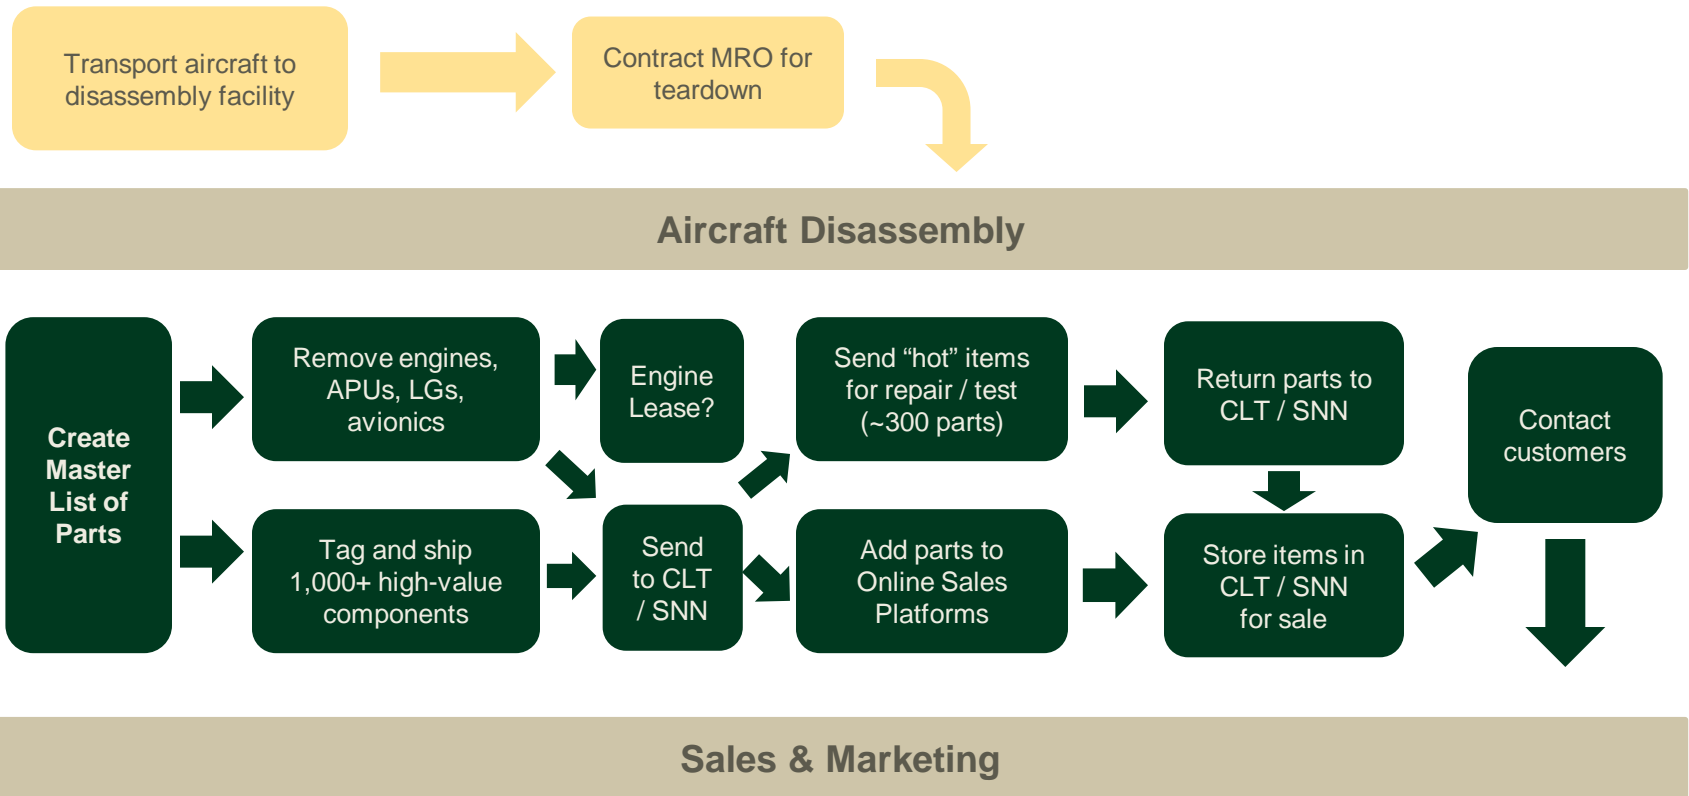 Transport aircraft to
disassembly facility
Contract MRO for
teardown
Aircraft Disassembly
Create
Master
List of
Parts
Remove engines,
APUs, LGs,
avionics
Engine
Lease?
Send “hot” items
for repair / test
(~300 parts)
Return parts to
CLT / SNN
Contact
customers
Tag and ship
1,000+ high-value
components
Send
to CLT
/ SNN
Add parts to
Online Sales
Platforms
Store items in
CLT / SNN
for sale
Sales & Marketing